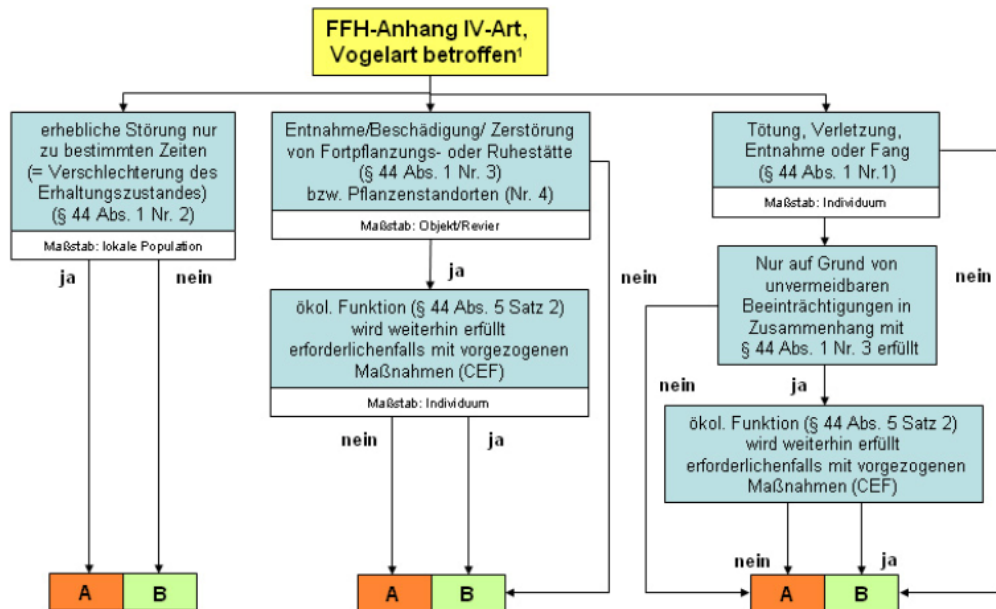 FFH-Anhang IV-Art,
Vogelart betroffen¹
erhebliche Störung nur
zu bestimmten Zeiten
(= Verschlechterung des
Erhaltungszustandes)
(§ 44 Abs. 1 Nr. 2)
Maßstab: lokale Population
ja
nein
A
B
Entnahme/Beschädigung/ Zerstörung
von Fortpflanzungs- oder Ruhestätte
(§ 44 Abs. 1 Nr. 3)
bzw. Pflanzenstandorten (Nr. 4)
Maßstab: Objekt/Revier
ja
nein
ökol. Funktion (§ 44 Abs. 5 Satz 2)
wird weiterhin erfüllt
erforderlichenfalls mit vorgezogenen
Maßnahmen (CEF)
Maßstab: Individuum
nein
ja
A
B
Tötung, Verletzung,
Entnahme oder Fang
(§ 44 Abs. 1 Nr.1)
Maßstab: Individuum
nein
Nur auf Grund von
unvermeidbaren
Beeinträchtigungen in
Zusammenhang mit
§ 44 Abs. 1 Nr. 3 erfüllt
nein
ja
ökol. Funktion (§ 44 Abs. 5 Satz 2)
wird weiterhin erfüllt
erforderlichenfalls mit vorgezogenen
Maßnahmen (CEF)
nein
ja
A
B